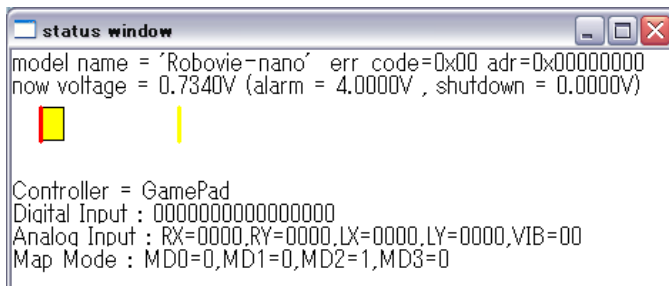 status window
model name = 'Robovie-nano' err code=0x00 adr=0x00000000
now voltage = 0.7340V (alarm = 4.0000V , shutdown = 0.0000V)
Controller = GamePad
Digital Input : 0000000000000000
Analog Input : RX=0000,RY=0000,LX=0000,LY=0000,VIB=00
Map Mode : MD0=0,MD1=0,MD2=1,MD3=0